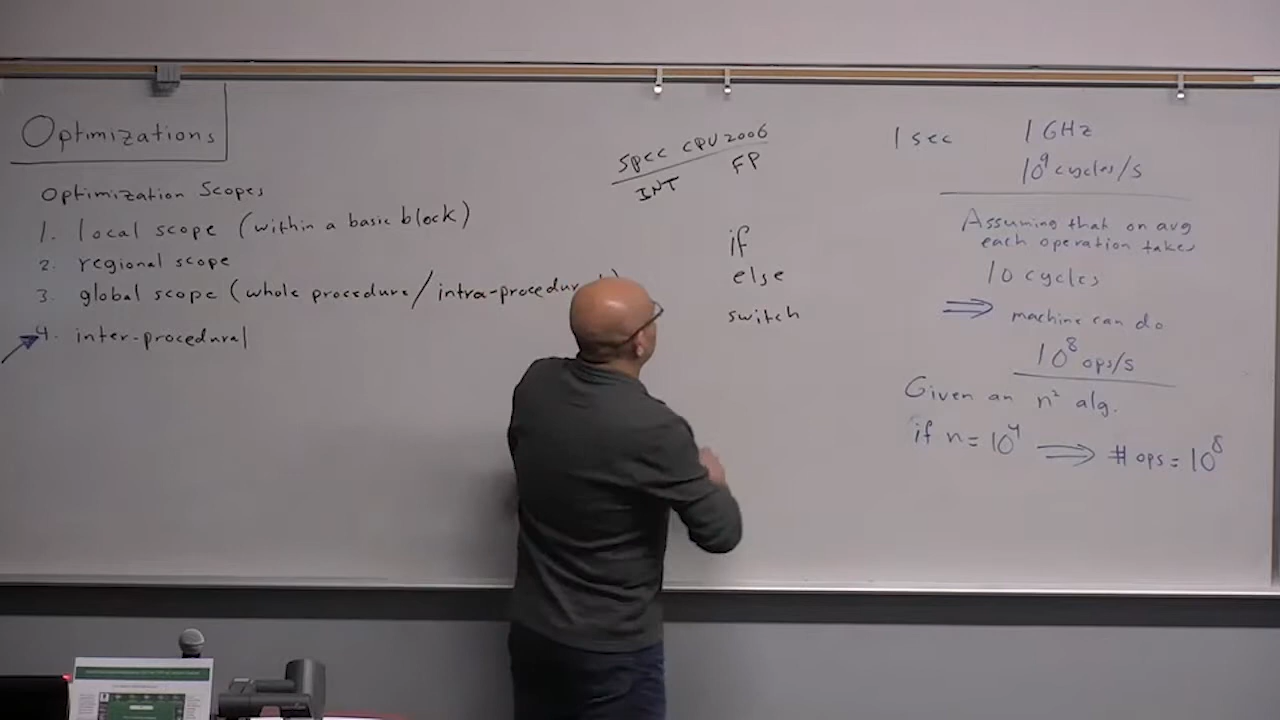 Optimizations
Optimization Scopes
1. local scope (within a basic block)
2. regional scope
3. global scope (whole procedure/intra-procedur
4. inter-procedural
Spec CPU 2006
INT FP
if
else
switch
1 sec 1 GHz
10⁹ cycles/s
Assuming that on avg
each operation takes
10 cycles
⟹ machine can do
10⁸ ops/s
Given an n² alg.
if n = 10⁴ ⟹ # ops = 10⁸